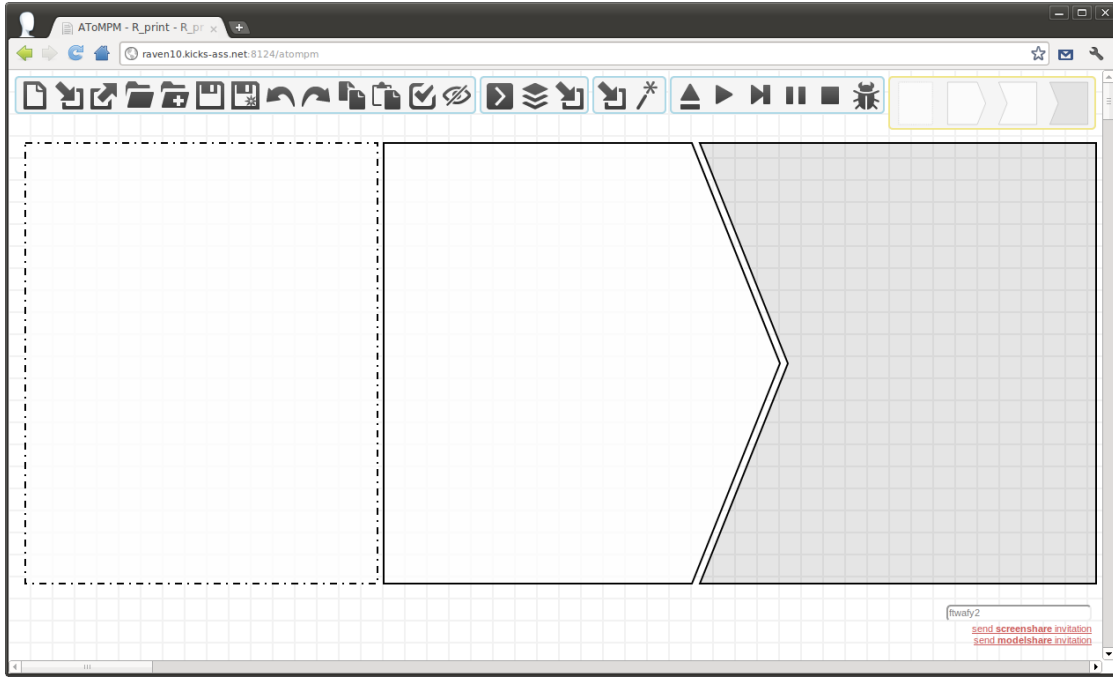 AToMPM - R_print - R_pr
raven10.kicks-ass.net:8124/atompm
ftwafy2
send screenshare invitation
send modelshare invitation